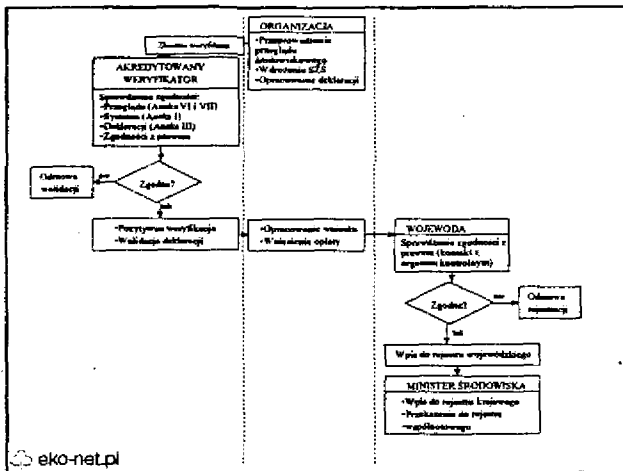 ORGANIZACJA
•Przeprowadzenie
przeglądu
środowiskowego
•Wdrożenie SZŚ
•Opracowanie deklaracji
Zlecenie weryfikacji
AKREDYTOWANY
WERYFIKATOR
Sprawdzenie zgodności:
•Przeglądu (Aneks VI i VII)
•Systemu (Aneks I)
•Deklaracji (Aneks III)
•Zgodności z prawem
Zgodne?
nie
Odmowa
walidacji
tak
•Pozytywna weryfikacja
•Walidacja deklaracji
•Opracowanie wniosku
•Wniesienie opłaty
WOJEWODA
Sprawdzenie zgodności z
prawem (kontakt z
organem kontrolnym)
Zgodne?
nie
Odmowa
rejestracji
tak
Wpis do rejestru wojewódzkiego
MINISTER ŚRODOWISKA
•Wpis do rejestru krajowego
•Przekazanie do rejestru
wspólnotowego
eko-net.pl